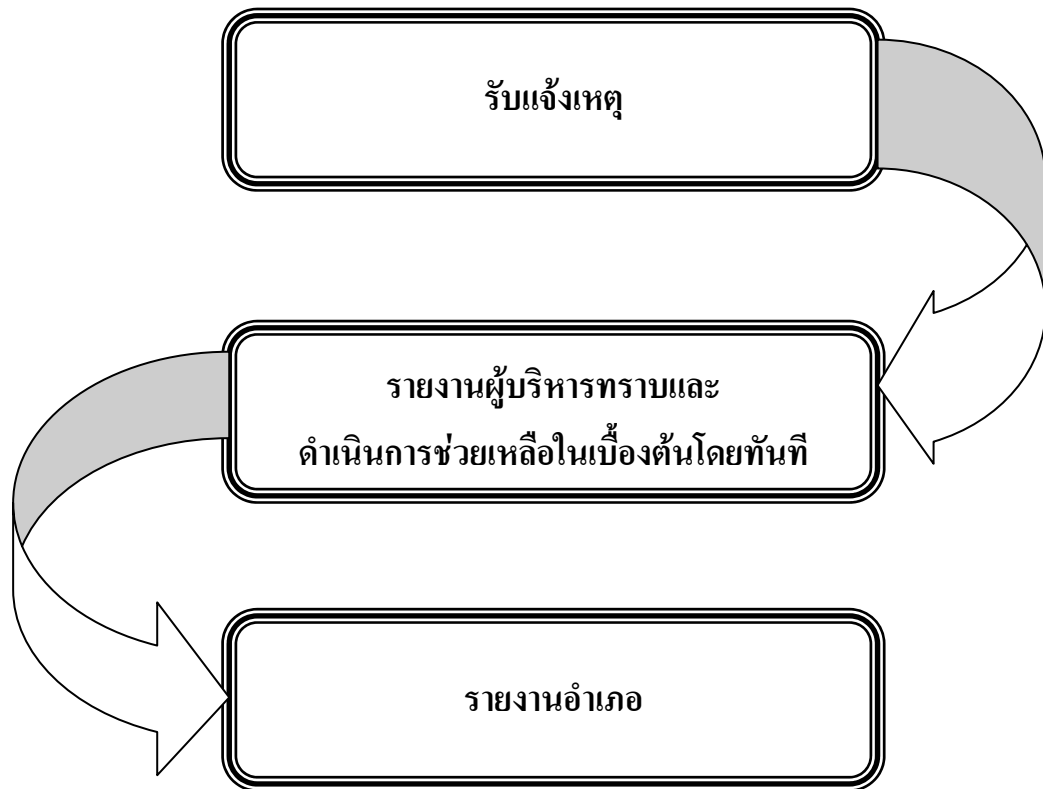 รับแจ้งเหตุ
รายงานผู้บริหารทราบและ
ดำเนินการช่วยเหลือในเบื้องต้นโดยทันที
รายงานอำเภอ